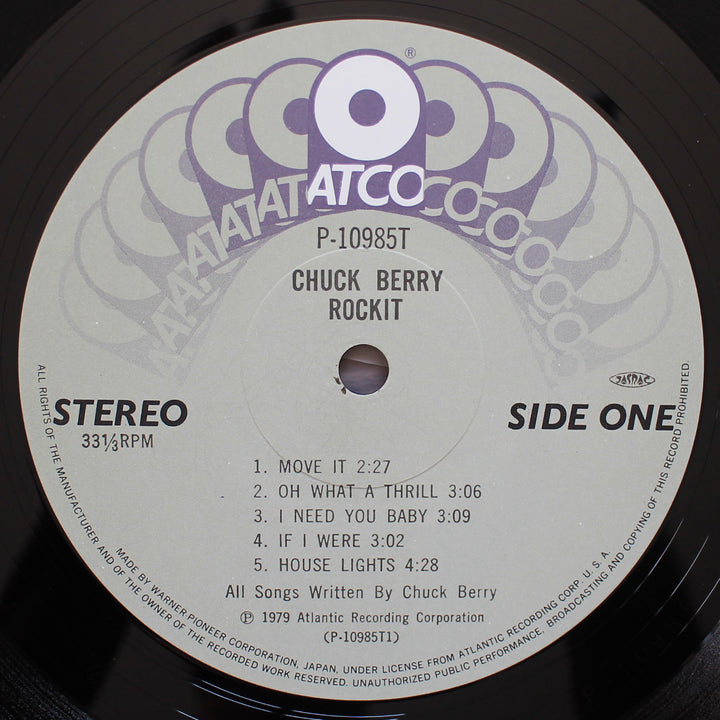 ®
ATCO
P-10985T
CHUCK BERRY
ROCKIT
STEREO
33⅓RPM
SIDE ONE
JASRAC
1. MOVE IT 2:27
2. OH WHAT A THRILL 3:06
3. I NEED YOU BABY 3:09
4. IF I WERE 3:02
5. HOUSE LIGHTS 4:28
All Songs Written By Chuck Berry
℗ 1979 Atlantic Recording Corporation
(P-10985T1)
MADE BY WARNER-PIONEER CORPORATION, JAPAN, UNDER LICENSE FROM ATLANTIC RECORDING CORP. U.S.A.
ALL RIGHTS OF THE MANUFACTURER AND OF THE OWNER OF THE RECORDED WORK RESERVED. UNAUTHORIZED PUBLIC PERFORMANCE, BROADCASTING AND COPYING OF THIS RECORD PROHIBITED.